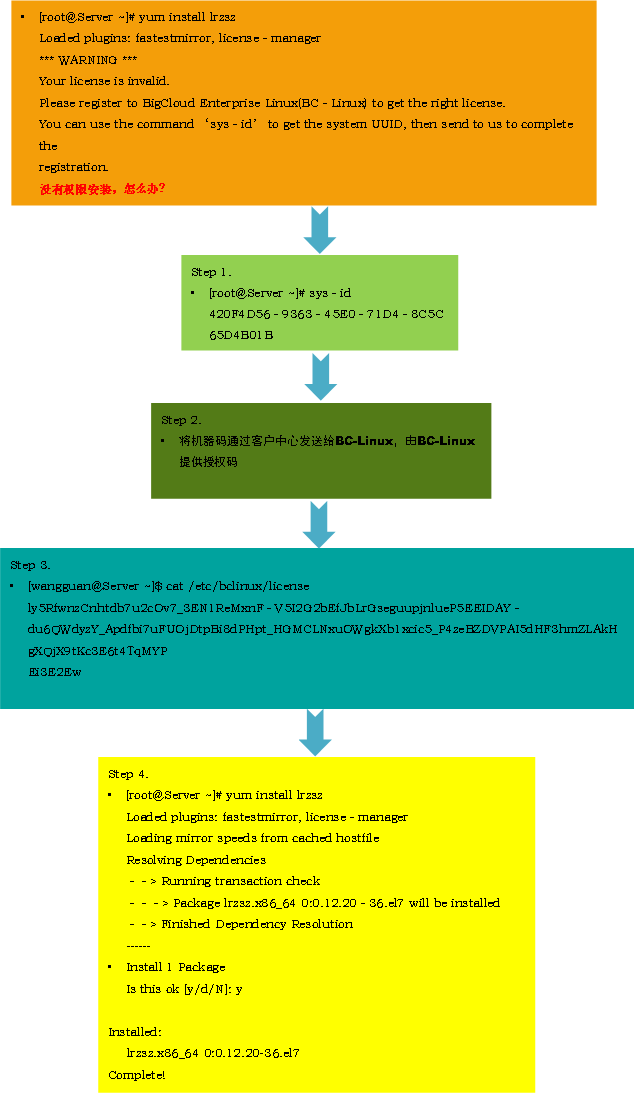 • [root@Server ~]# yum install lrzsz
Loaded plugins: fastestmirror, license - manager
*** WARNING ***
Your license is invalid.
Please register to BigCloud Enterprise Linux(BC - Linux) to get the right license.
You can use the command ‘sys - id’ to get the system UUID, then send to us to complete
the
registration.
没有权限安装，怎么办？
Step 1.
• [root@Server ~]# sys - id
420F4D56 - 9363 - 45E0 - 71D4 - 8C5C
65D4B01B
Step 2.
• 将机器码通过客户中心发送给BC-Linux，由BC-Linux
提供授权码
Step 3.
• [wangguan@Server ~]$ cat /etc/bclinux/license
ly5RfwnzCnhtdb7u2cOv7_3EN1ReMxnF - V5I2G2bEfJbLrGseguupjnlueP5EEIDAY -
du6QWdyzY_Apdfbi7uFUOjDtpBi8dPHpt_HGMCLNxuOWgkXb1xcic5_P4zeBZDVPAI5dHF3hmZLAkH
gXQjX9tKc3E6t4TqMYP
Ei3E2Ew
Step 4.
• [root@Server ~]# yum install lrzsz
Loaded plugins: fastestmirror, license - manager
Loading mirror speeds from cached hostfile
Resolving Dependencies
- - > Running transaction check
- - - > Package lrzsz.x86_64 0:0.12.20 - 36.el7 will be installed
- - > Finished Dependency Resolution
------
• Install 1 Package
Is this ok [y/d/N]: y
Installed:
lrzsz.x86_64 0:0.12.20-36.el7
Complete!